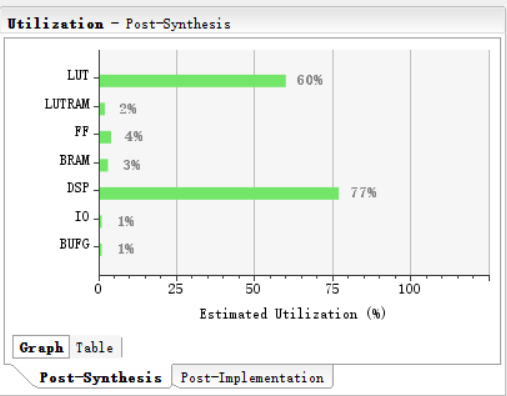 Utilization - Post-Synthesis
LUT 60%
LUTRAM 2%
FF 4%
BRAM 3%
DSP 77%
IO 1%
BUFG 1%
0 25 50 75 100
Estimated Utilization (%)
Graph Table
Post-Synthesis Post-Implementation